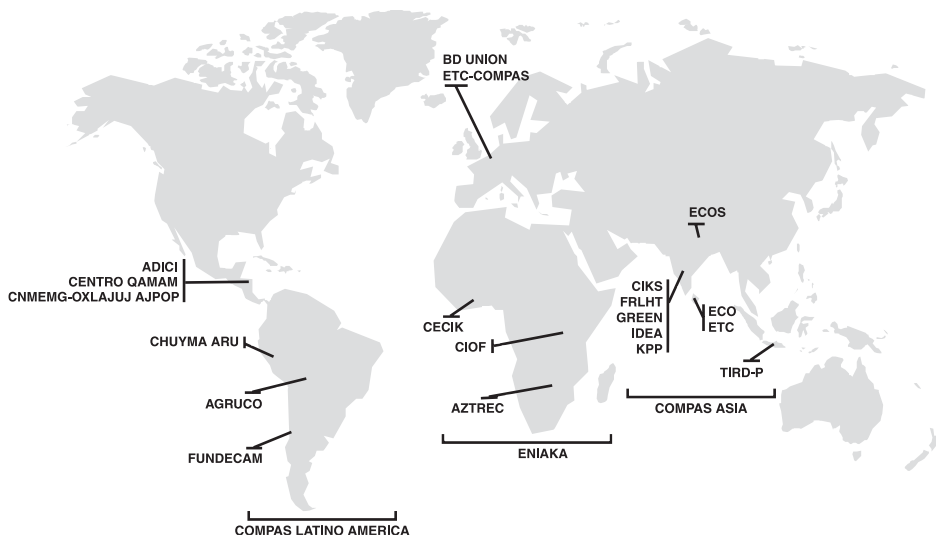 BD UNION
ETC-COMPAS
ECOS
ADICI
CENTRO QAMAM
CNMEMG-OXLAJUJ AJPOP
CIKS
FRLHT
GREEN
IDEA
KPP
ECO
ETC
CECIK
CIOF
CHUYMA ARU
TIRD-P
AGRUCO
AZTREC
COMPAS ASIA
FUNDECAM
ENIAKA
COMPAS LATINO AMERICA